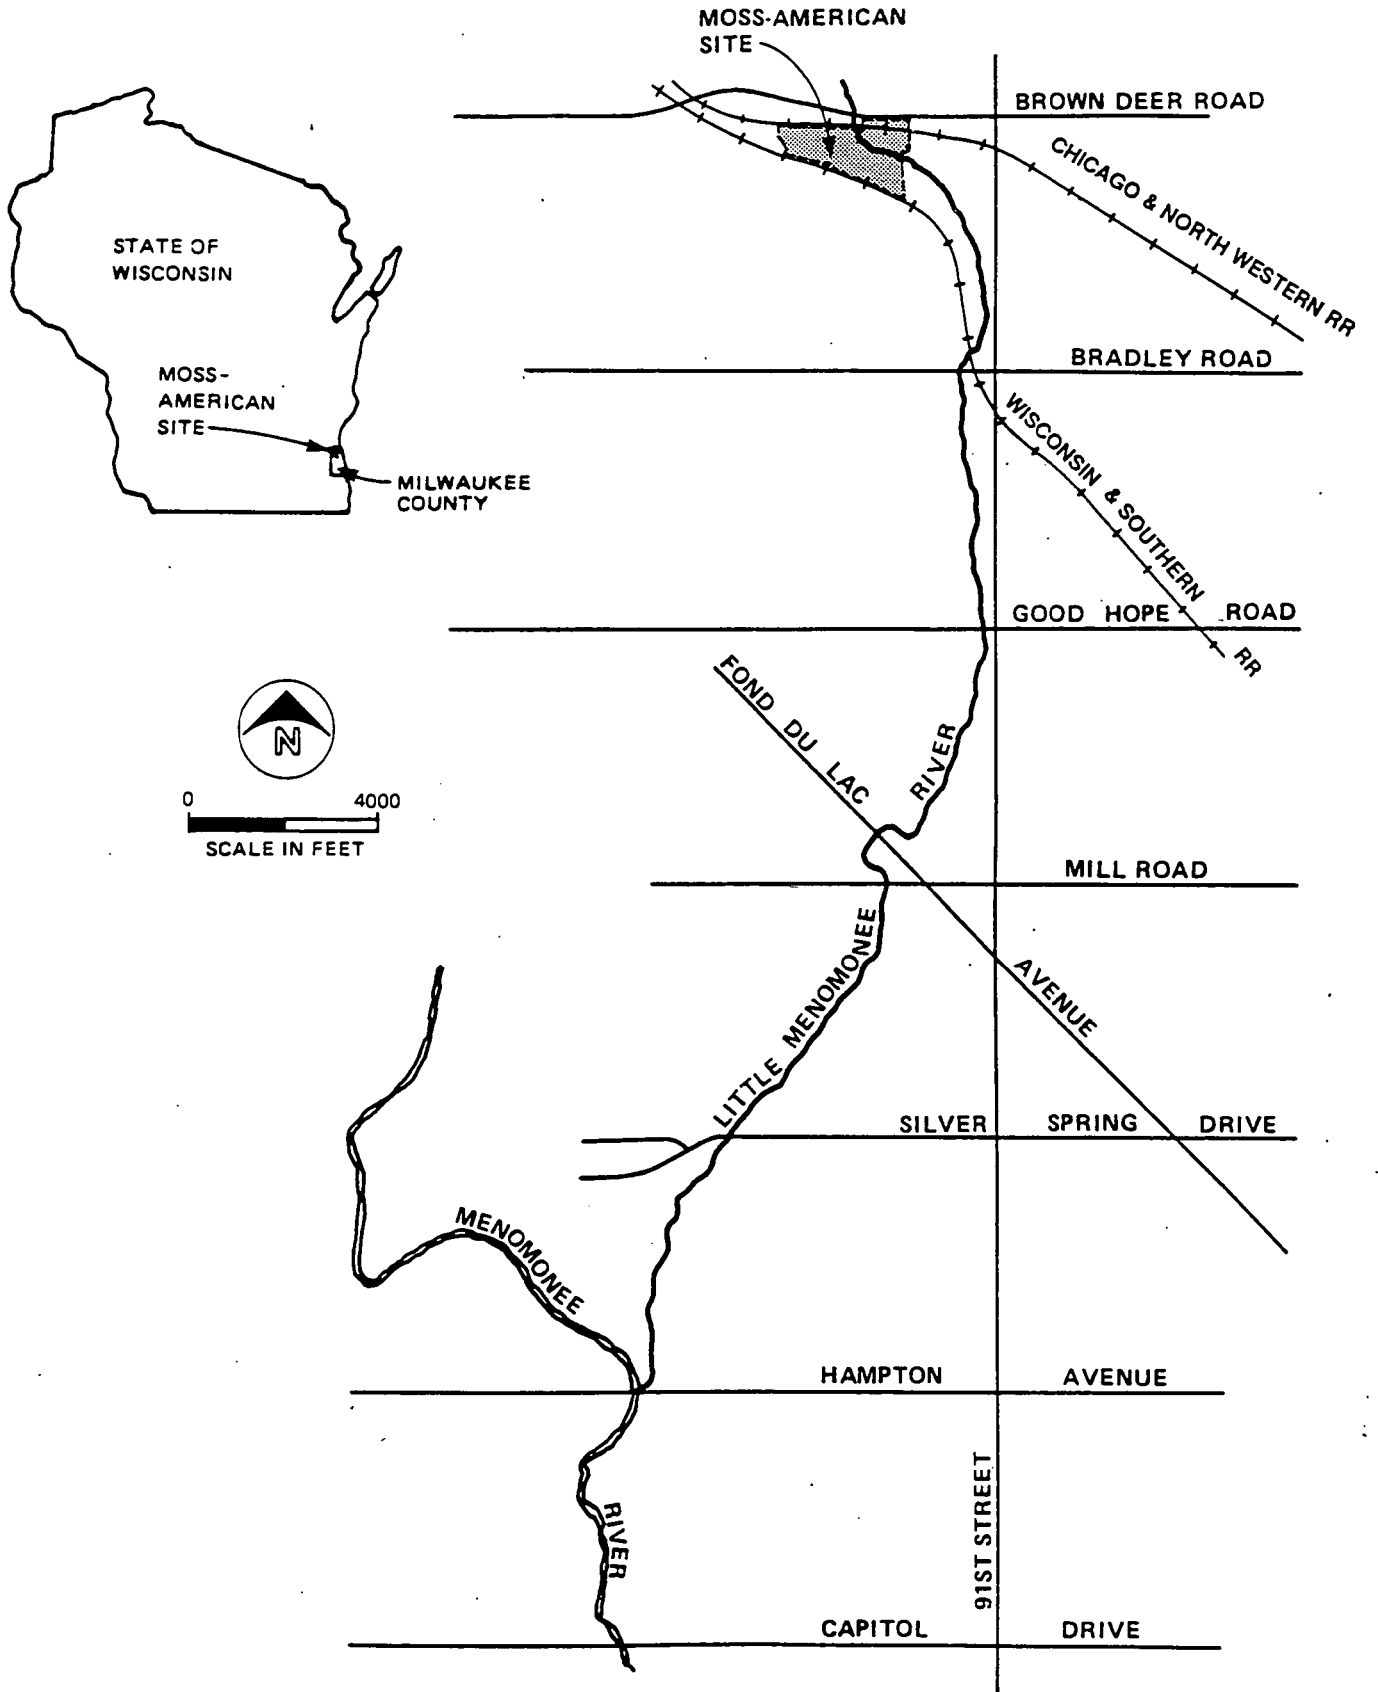 MOSS-AMERICAN
SITE
BROWN DEER ROAD
CHICAGO & NORTH WESTERN RR
STATE OF
WISCONSIN
BRADLEY ROAD
MOSS-
AMERICAN
SITE
WISCONSIN & SOUTHERN RR
MILWAUKEE
COUNTY
GOOD HOPE ROAD
FOND DU LAC AVENUE
N
0 4000
SCALE IN FEET
MILL ROAD
LITTLE MENOMONEE RIVER
SILVER SPRING DRIVE
MENOMONEE RIVER
HAMPTON AVENUE
91ST STREET
CAPITOL DRIVE